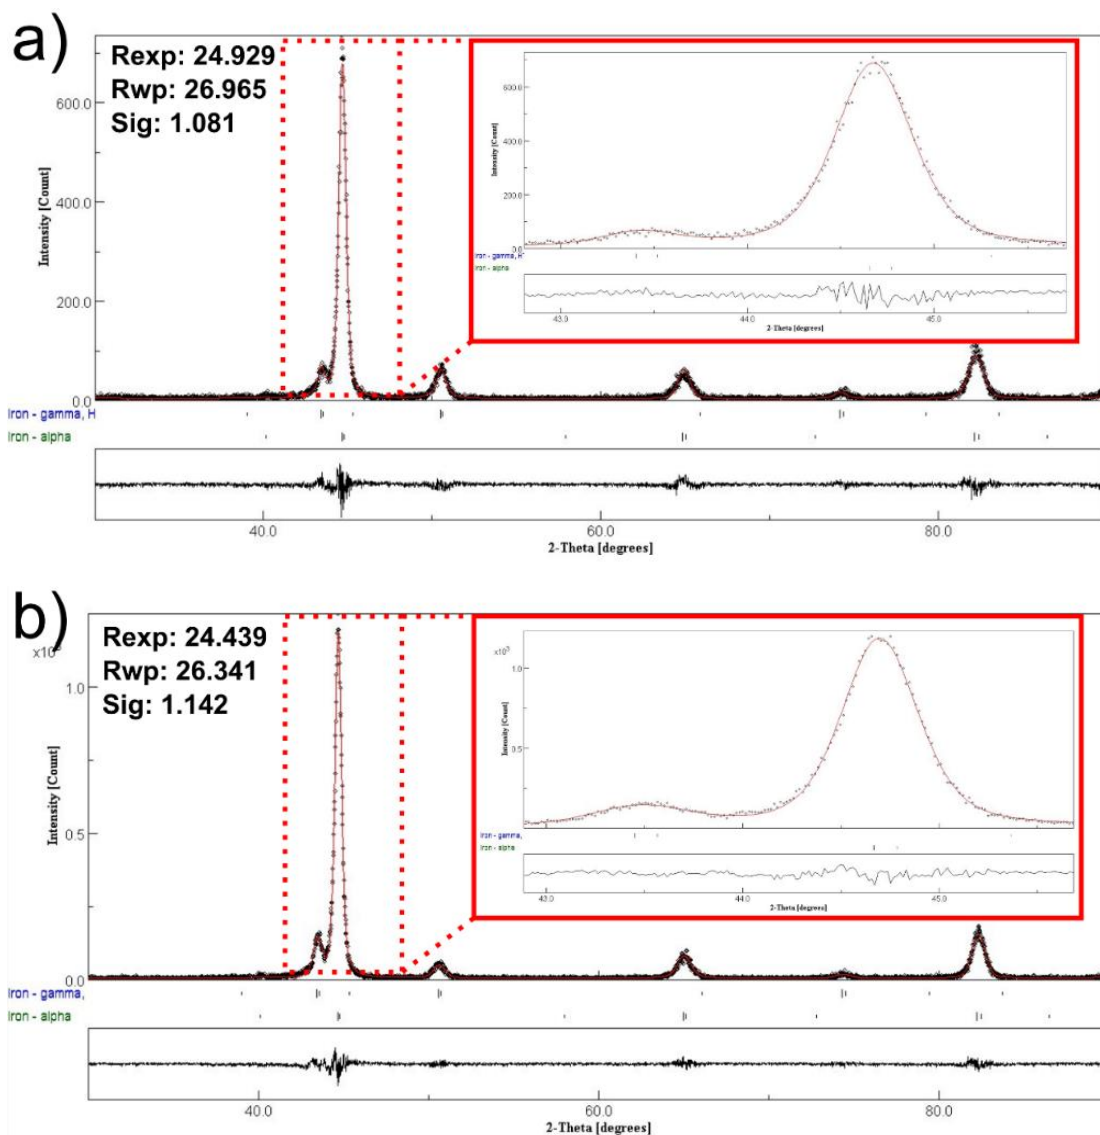 a)
Rexp: 24.929
Rwp: 26.965
Sig: 1.081
Intensity [Count]
600.0
400.0
200.0
0.0
Intensity [Count]
600.0
400.0
200.0
0.0
Iron - gamma, H
Iron - alpha
43.0
44.0
45.0
2-Theta [degrees]
Iron - gamma, H
Iron - alpha
40.0
60.0
80.0
2-Theta [degrees]
b)
Rexp: 24.439
Rwp: 26.341
Sig: 1.142
Intensity [Count]
1.0
0.5
0.0
x10³
Intensity [Count]
1.0
0.5
Iron - gamma,
Iron - alpha
43.0
44.0
45.0
2-Theta [degrees]
Iron - gamma,
Iron - alpha
40.0
60.0
80.0
2-Theta [degrees]